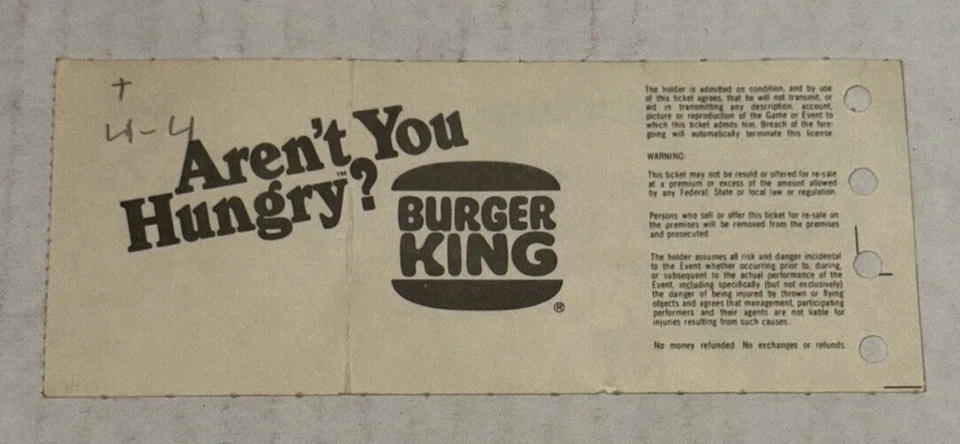 4-4
Aren't You
Hungry™?
BURGER
KING®
The holder is admitted on condition, and by use
of this ticket agrees, that he will not transmit, or
aid in transmitting any description, account,
picture or reproduction of the Game or Event to
which this ticket admits him. Breach of the fore-
going will automatically terminate this license.
WARNING:
This ticket may not be resold or offered for re-sale
at a premium in excess of the amount allowed
by any Federal, State or local law or regulation.
Persons who sell or offer this ticket for re-sale on
the premises will be removed from the premises
and prosecuted.
The holder assumes all risk and danger incidental
to the Event whether occurring prior to, during,
or subsequent to the actual performance of the
Event, including specifically (but not exclusively)
the danger of being injured by thrown or flying
objects and agrees that management, participating
performers and their agents are not liable for
injuries resulting from such causes.
No money refunded. No exchanges or refunds.